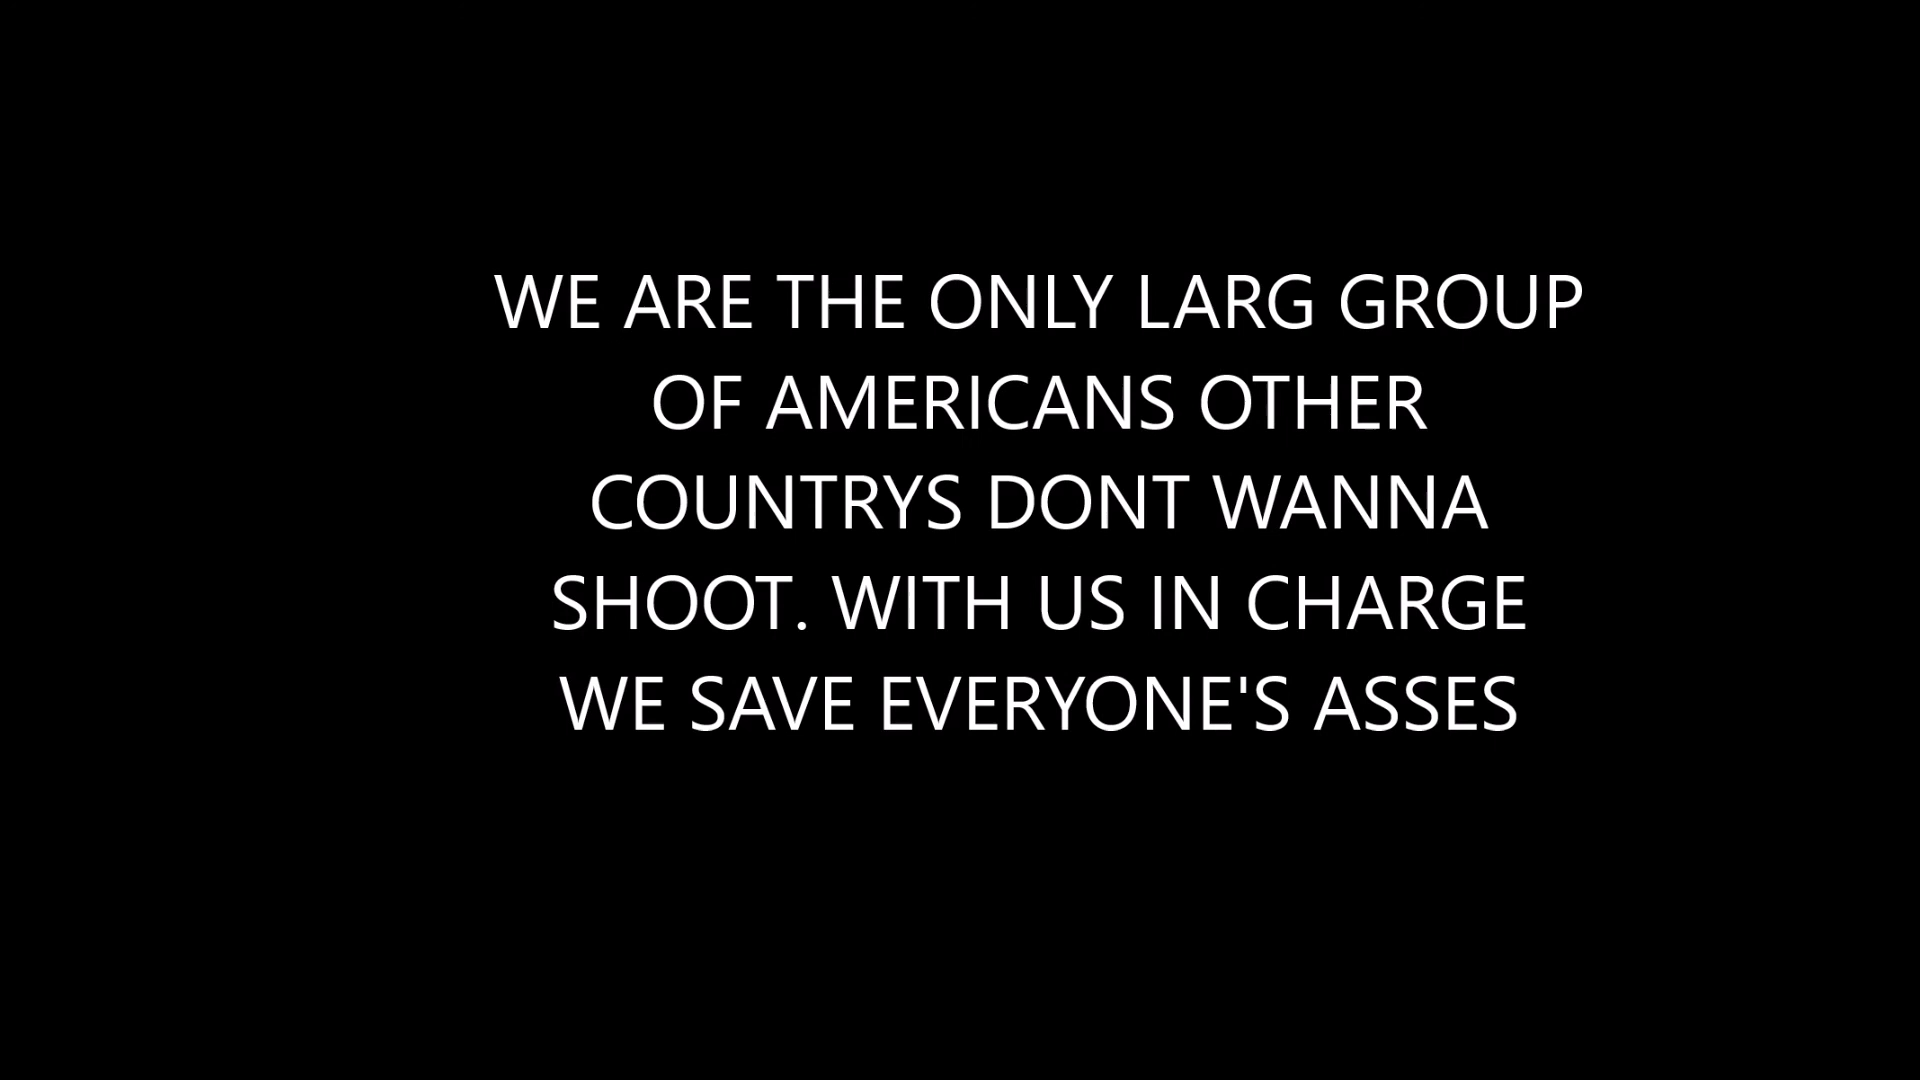 WE ARE THE ONLY LARG GROUP
OF AMERICANS OTHER
COUNTRYS DONT WANNA
SHOOT. WITH US IN CHARGE
WE SAVE EVERYONE'S ASSES